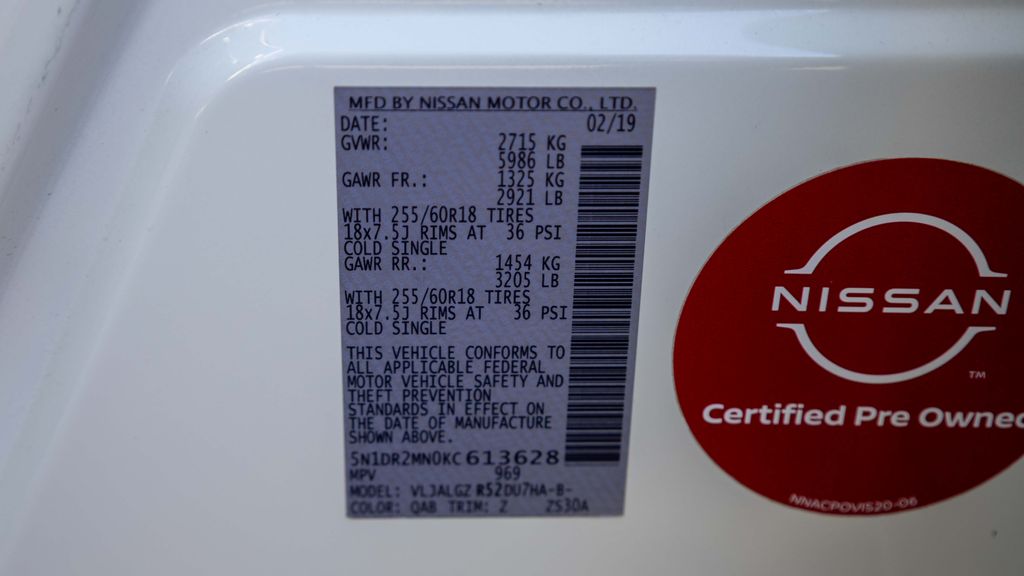 MFD BY NISSAN MOTOR CO., LTD.
DATE: 02/19
GVWR: 2715 KG
5986 LB
GAWR FR.: 1325 KG
2921 LB
WITH 255/60R18 TIRES
18x7.5J RIMS AT 36 PSI
COLD SINGLE
GAWR RR.: 1454 KG
3205 LB
WITH 255/60R18 TIRES
18x7.5J RIMS AT 36 PSI
COLD SINGLE
THIS VEHICLE CONFORMS TO
ALL APPLICABLE FEDERAL
MOTOR VEHICLE SAFETY AND
THEFT PREVENTION
STANDARDS IN EFFECT ON
THE DATE OF MANUFACTURE
SHOWN ABOVE.
5N1DR2MN0KC613628
MPV 969
MODEL: VLJALGZ R52DU7HA-B-
COLOR: QAB TRIM: Z ZS30A
NISSAN
TM
Certified Pre Owned
NNACPOVIS20-06